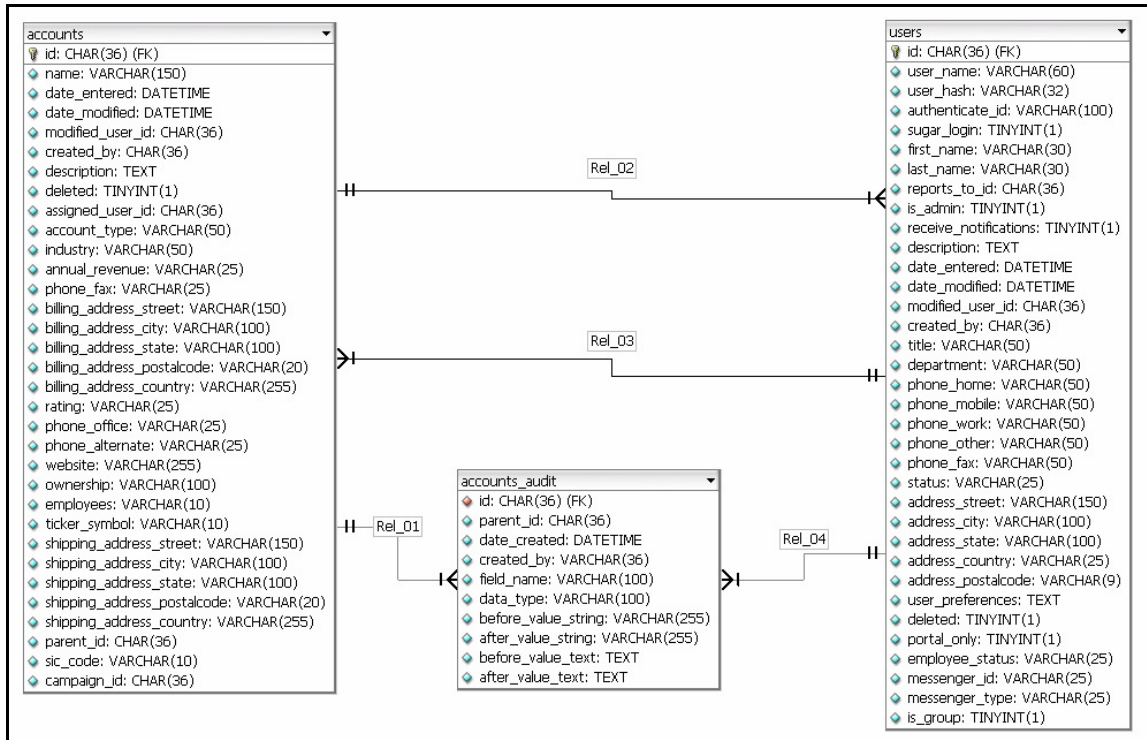 accounts
id: CHAR(36) (FK)
name: VARCHAR(150)
date_entered: DATETIME
date_modified: DATETIME
modified_user_id: CHAR(36)
created_by: CHAR(36)
description: TEXT
deleted: TINYINT(1)
assigned_user_id: CHAR(36)
account_type: VARCHAR(50)
industry: VARCHAR(50)
annual_revenue: VARCHAR(25)
phone_fax: VARCHAR(25)
billing_address_street: VARCHAR(150)
billing_address_city: VARCHAR(100)
billing_address_state: VARCHAR(100)
billing_address_postalcode: VARCHAR(20)
billing_address_country: VARCHAR(255)
rating: VARCHAR(25)
phone_office: VARCHAR(25)
phone_alternate: VARCHAR(25)
website: VARCHAR(255)
ownership: VARCHAR(100)
employees: VARCHAR(10)
ticker_symbol: VARCHAR(10)
shipping_address_street: VARCHAR(150)
shipping_address_city: VARCHAR(100)
shipping_address_state: VARCHAR(100)
shipping_address_postalcode: VARCHAR(20)
shipping_address_country: VARCHAR(255)
parent_id: CHAR(36)
sic_code: VARCHAR(10)
campaign_id: CHAR(36)
Rel_02
Rel_03
Rel_01
Rel_04
accounts_audit
id: CHAR(36) (FK)
parent_id: CHAR(36)
date_created: DATETIME
created_by: VARCHAR(36)
field_name: VARCHAR(100)
data_type: VARCHAR(100)
before_value_string: VARCHAR(255)
after_value_string: VARCHAR(255)
before_value_text: TEXT
after_value_text: TEXT
users
id: CHAR(36) (FK)
user_name: VARCHAR(60)
user_hash: VARCHAR(32)
authenticate_id: VARCHAR(100)
sugar_login: TINYINT(1)
first_name: VARCHAR(30)
last_name: VARCHAR(30)
reports_to_id: CHAR(36)
is_admin: TINYINT(1)
receive_notifications: TINYINT(1)
description: TEXT
date_entered: DATETIME
date_modified: DATETIME
modified_user_id: CHAR(36)
created_by: CHAR(36)
title: VARCHAR(50)
department: VARCHAR(50)
phone_home: VARCHAR(50)
phone_mobile: VARCHAR(50)
phone_work: VARCHAR(50)
phone_other: VARCHAR(50)
phone_fax: VARCHAR(50)
status: VARCHAR(25)
address_street: VARCHAR(150)
address_city: VARCHAR(100)
address_state: VARCHAR(100)
address_country: VARCHAR(25)
address_postalcode: VARCHAR(9)
user_preferences: TEXT
deleted: TINYINT(1)
portal_only: TINYINT(1)
employee_status: VARCHAR(25)
messenger_id: VARCHAR(25)
messenger_type: VARCHAR(25)
is_group: TINYINT(1)